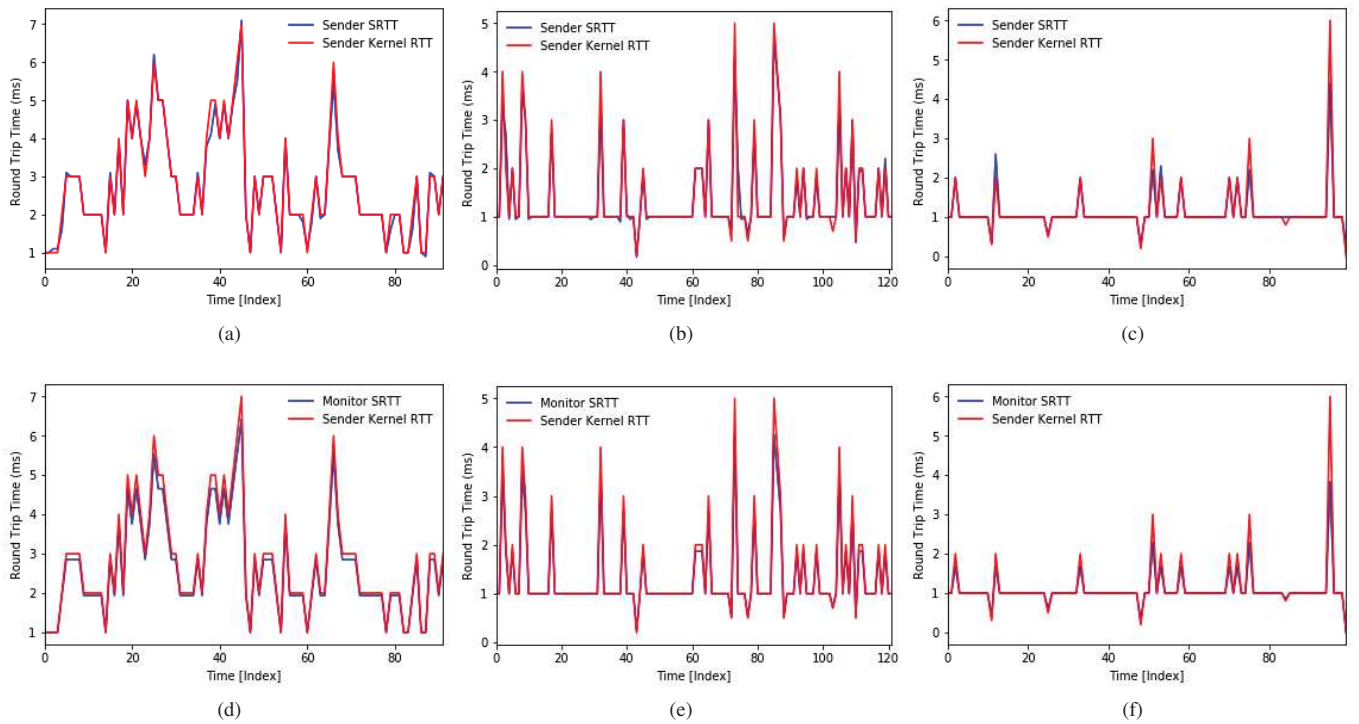 7
6
5
4
3
2
1
Round Trip Time (ms)
Sender SRTT
Sender Kernel RTT
0 20 40 60 80
Time [Index]
(a)
5
4
3
2
1
0
Round Trip Time (ms)
Sender SRTT
Sender Kernel RTT
0 20 40 60 80 100 120
Time [Index]
(b)
6
5
4
3
2
1
0
Round Trip Time (ms)
Sender SRTT
Sender Kernel RTT
0 20 40 60 80
Time [Index]
(c)
7
6
5
4
3
2
1
Round Trip Time (ms)
Monitor SRTT
Sender Kernel RTT
0 20 40 60 80
Time [Index]
(d)
5
4
3
2
1
0
Round Trip Time (ms)
Monitor SRTT
Sender Kernel RTT
0 20 40 60 80 100 120
Time [Index]
(e)
6
5
4
3
2
1
0
Round Trip Time (ms)
Monitor SRTT
Sender Kernel RTT
0 20 40 60 80
Time [Index]
(f)